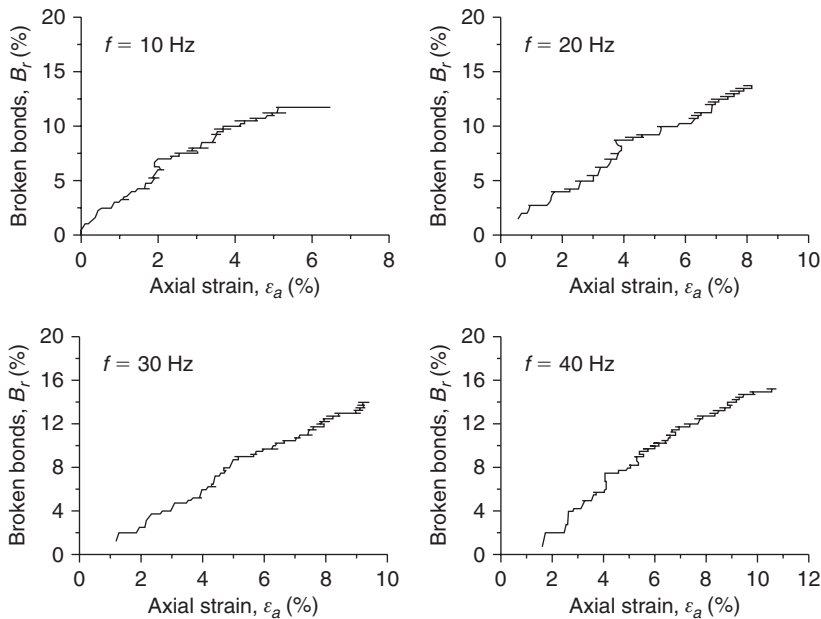 20
15
10
5
0
Broken bonds, Br (%)
f = 10 Hz
0 2 4 6 8
Axial strain, εa (%)
20
15
10
5
0
Broken bonds, Br (%)
f = 20 Hz
0 2 4 6 8 10
Axial strain, εa (%)
20
16
12
8
4
0
Broken bonds, Br (%)
f = 30 Hz
0 2 4 6 8 10
Axial strain, εa (%)
20
16
12
8
4
0
Broken bonds, Br (%)
f = 40 Hz
0 2 4 6 8 10 12
Axial strain, εa (%)